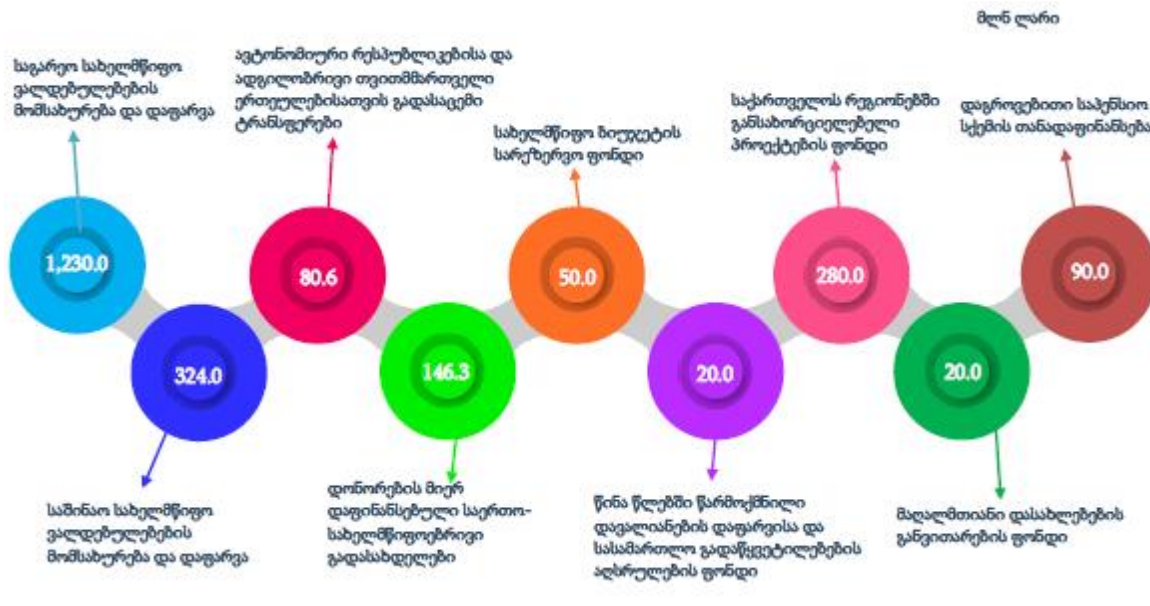 მლნ ლარი
საგარეო სახელმწიფო
ვალდებულებების
მომსახურება და დაფარვა
ავტონომიური რესპუბლიკებისა და
ადგილობრივი თვითმმართველი
ერთეულებისათვის გადასაცემი
ტრანსფერები
სახელმწიფო ბიუჯეტის
სარეზერვო ფონდი
საქართველოს რეგიონებში
განსახორციელებელი
პროექტების ფონდი
დაგროვებითი საპენსიო
სქემის თანადაფინანსება
1,230.0
80.6
50.0
280.0
90.0
324.0
146.3
20.0
20.0
საშინაო სახელმწიფო
ვალდებულებების
მომსახურება და დაფარვა
დონორების მიერ
დაფინანსებული საერთო-
სახელმწიფოებრივი
გადასახდელები
წინა წლებში წარმოქმნილი
დავალიანების დაფარვისა და
სასამართლო გადაწყვეტილებების
აღსრულების ფონდი
მაღალმთიანი დასახლებების
განვითარების ფონდი